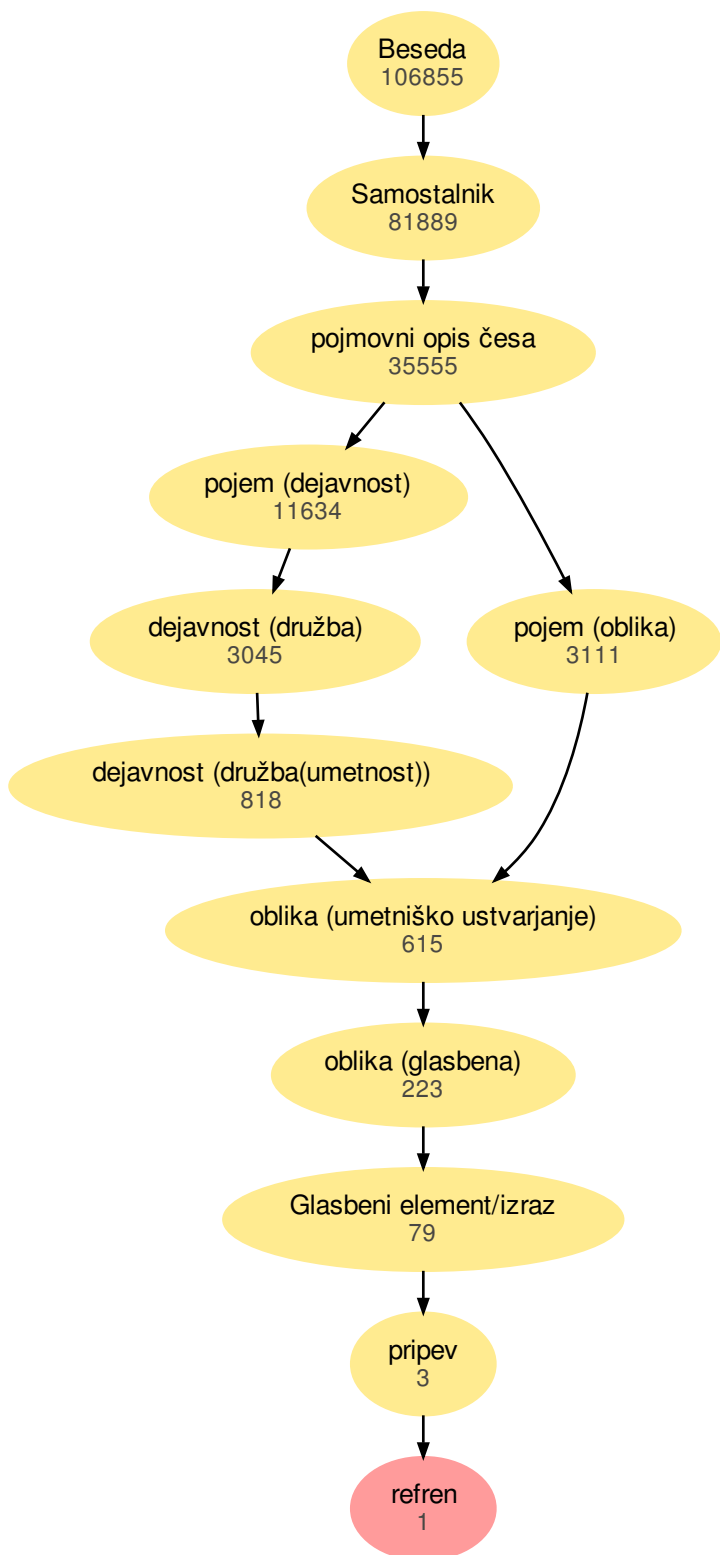 Beseda
106855
Samostalnik
81889
pojmovni opis česa
35555
pojem (dejavnost)
11634
dejavnost (družba)
3045
pojem (oblika)
3111
dejavnost (družba(umetnost))
818
oblika (umetniško ustvarjanje)
615
oblika (glasbena)
223
Glasbeni element/izraz
79
pripev
3
refren
1